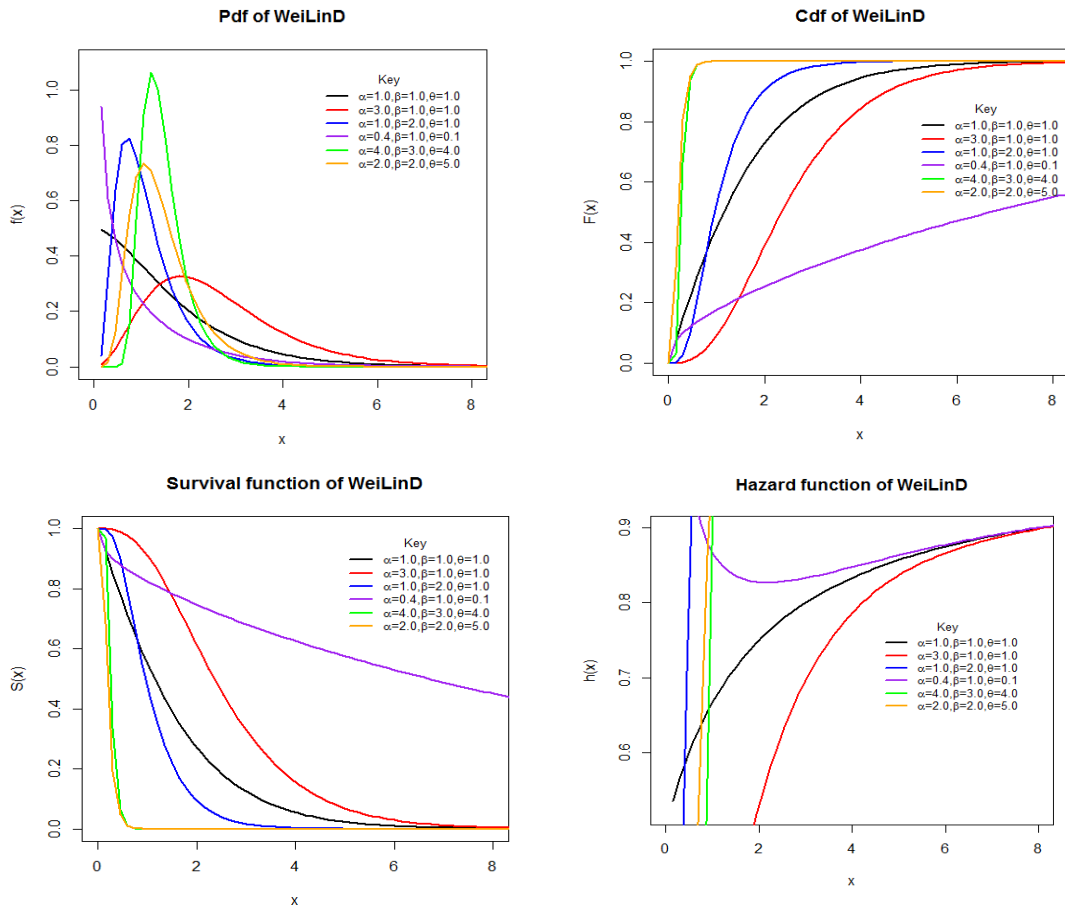 Pdf of WeiLinD
f(x)
0.0 0.2 0.4 0.6 0.8 1.0
Key
α=1.0,β=1.0,θ=1.0
α=3.0,β=1.0,θ=1.0
α=1.0,β=2.0,θ=1.0
α=0.4,β=1.0,θ=0.1
α=4.0,β=3.0,θ=4.0
α=2.0,β=2.0,θ=5.0
0 2 4 6 8
x
Cdf of WeiLinD
F(x)
0.0 0.2 0.4 0.6 0.8 1.0
Key
α=1.0,β=1.0,θ=1.0
α=3.0,β=1.0,θ=1.0
α=1.0,β=2.0,θ=1.0
α=0.4,β=1.0,θ=0.1
α=4.0,β=3.0,θ=4.0
α=2.0,β=2.0,θ=5.0
0 2 4 6 8
x
Survival function of WeiLinD
S(x)
0.0 0.2 0.4 0.6 0.8 1.0
Key
α=1.0,β=1.0,θ=1.0
α=3.0,β=1.0,θ=1.0
α=1.0,β=2.0,θ=1.0
α=0.4,β=1.0,θ=0.1
α=4.0,β=3.0,θ=4.0
α=2.0,β=2.0,θ=5.0
0 2 4 6 8
x
Hazard function of WeiLinD
h(x)
0.6 0.7 0.8 0.9
Key
α=1.0,β=1.0,θ=1.0
α=3.0,β=1.0,θ=1.0
α=1.0,β=2.0,θ=1.0
α=0.4,β=1.0,θ=0.1
α=4.0,β=3.0,θ=4.0
α=2.0,β=2.0,θ=5.0
0 2 4 6 8
x